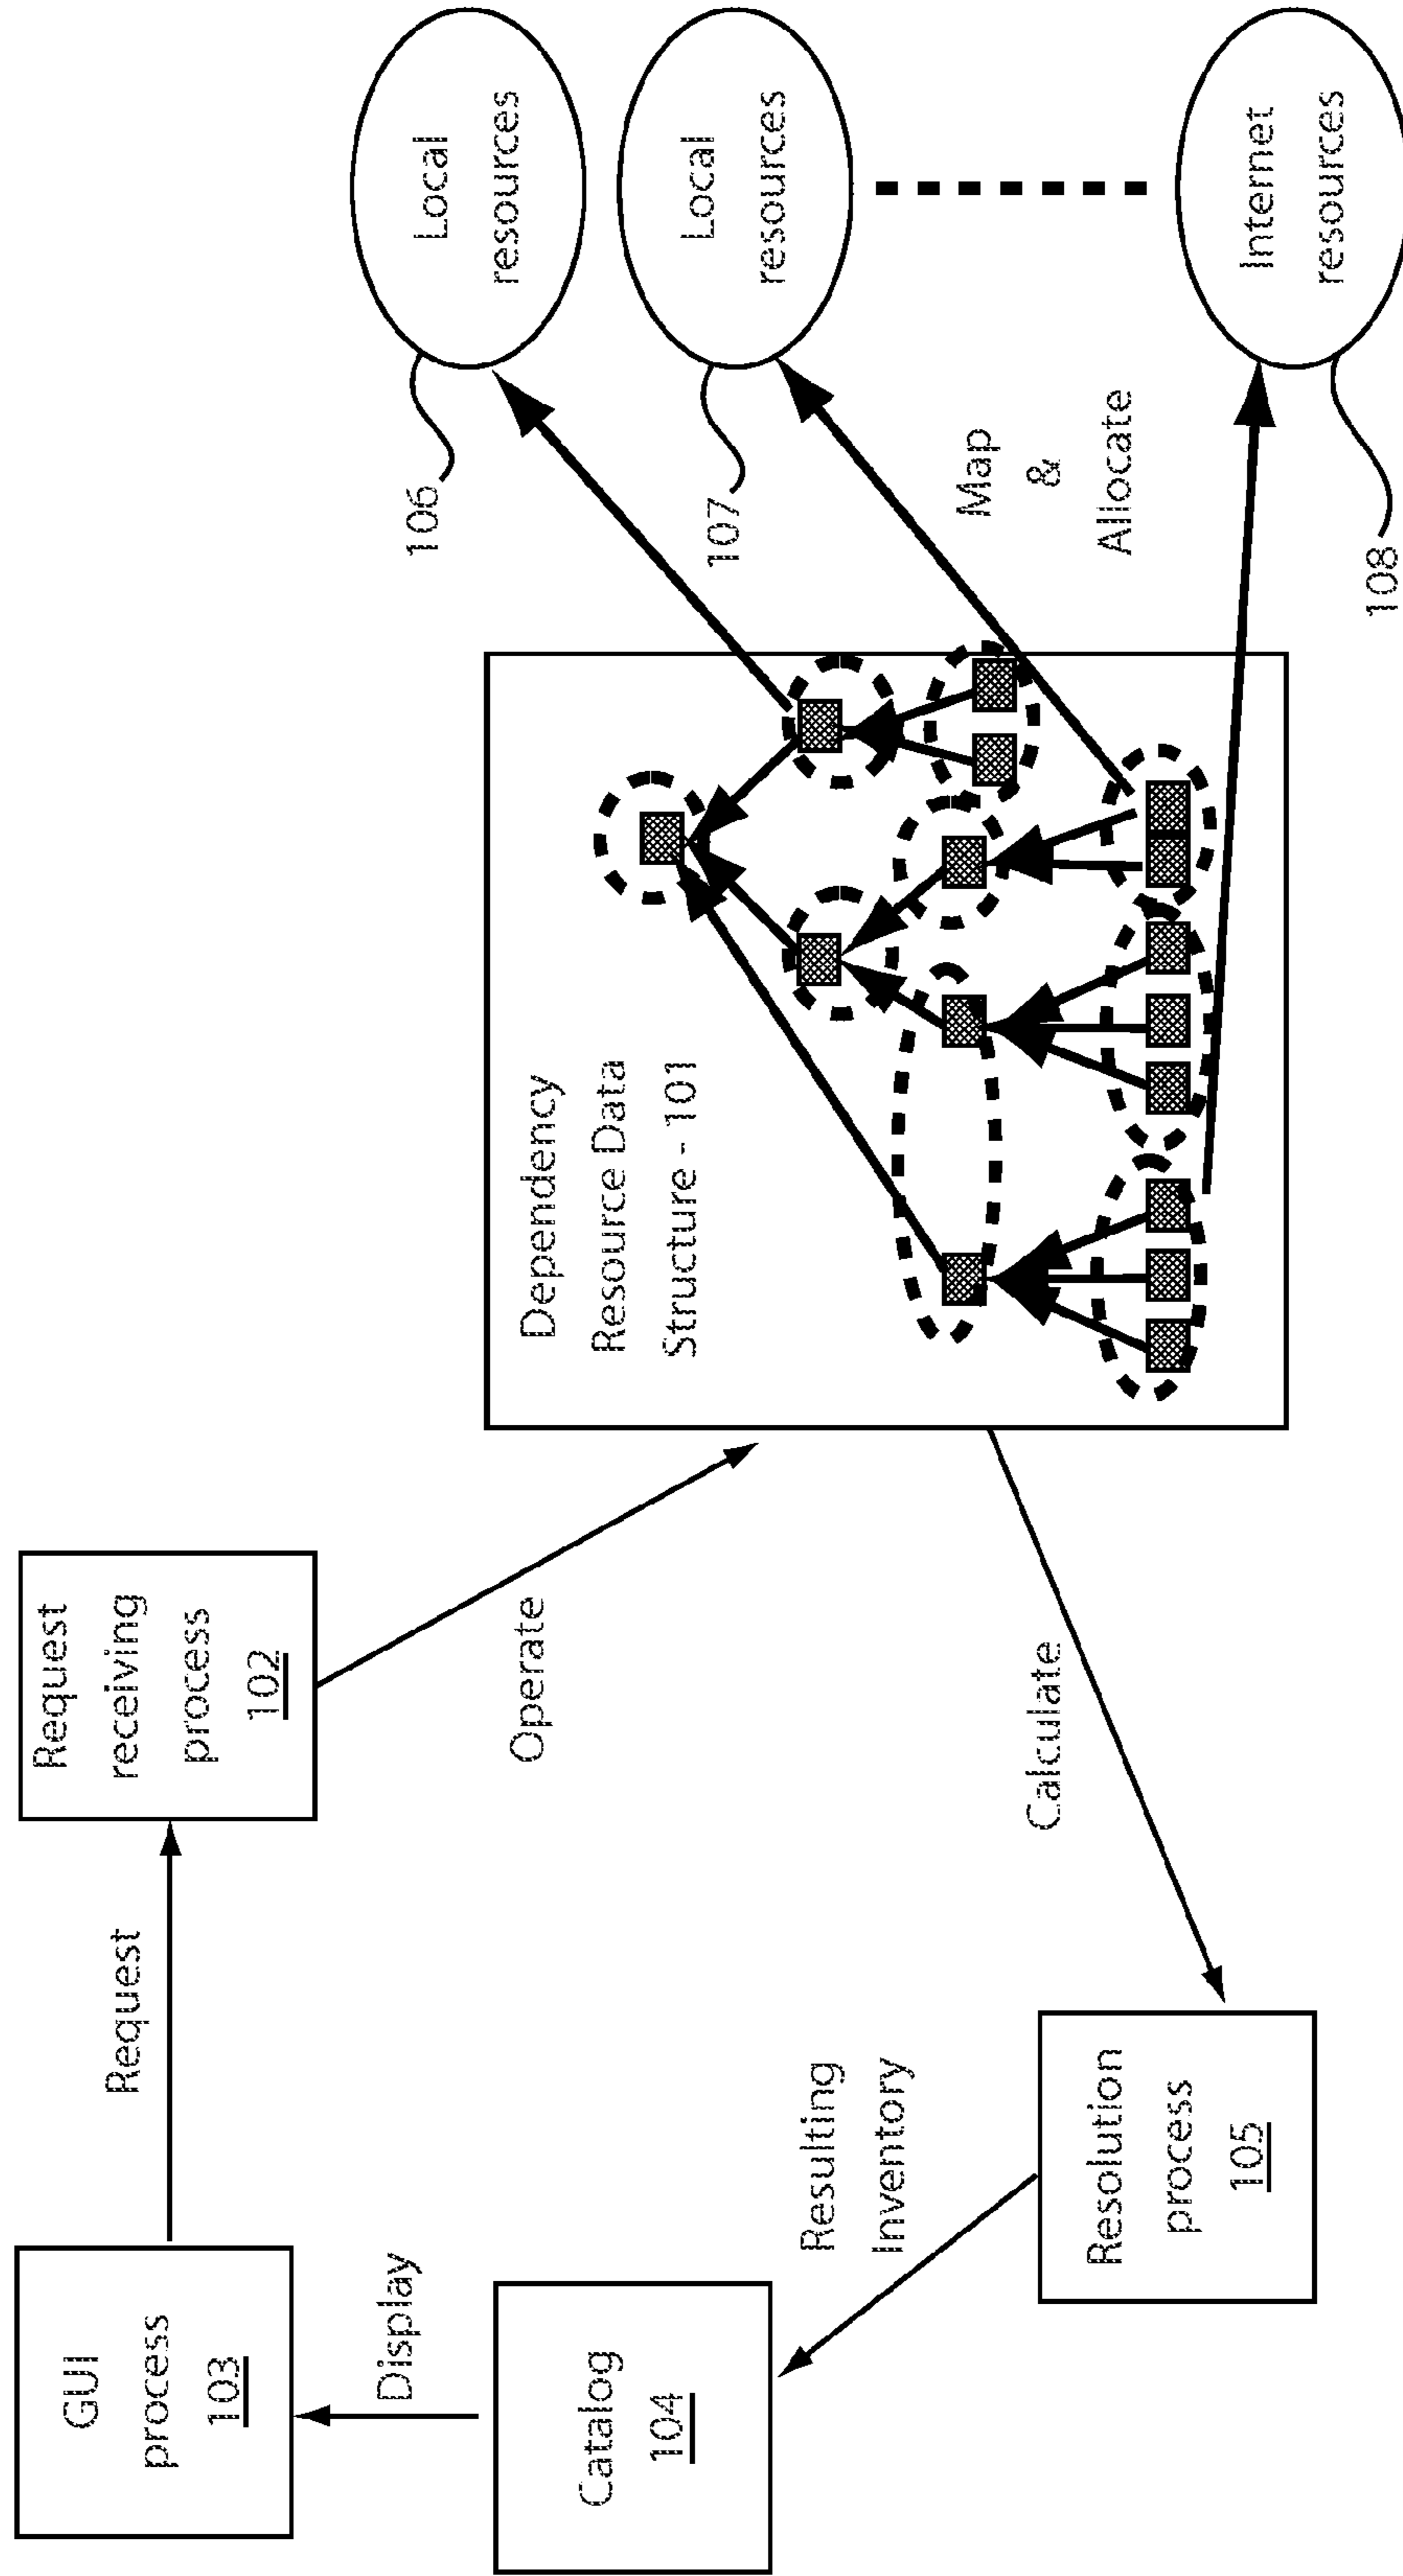 GUI
process
103
Request
Request
receiving
process
102
Display
Catalog
104
Operate
Resulting
Inventory
Calculate
Resolution
process
105
Dependency
Resource Data
Structure - 101
106
Local
resources
107
Local
resources
Map
&
Allocate
108
Internet
resources